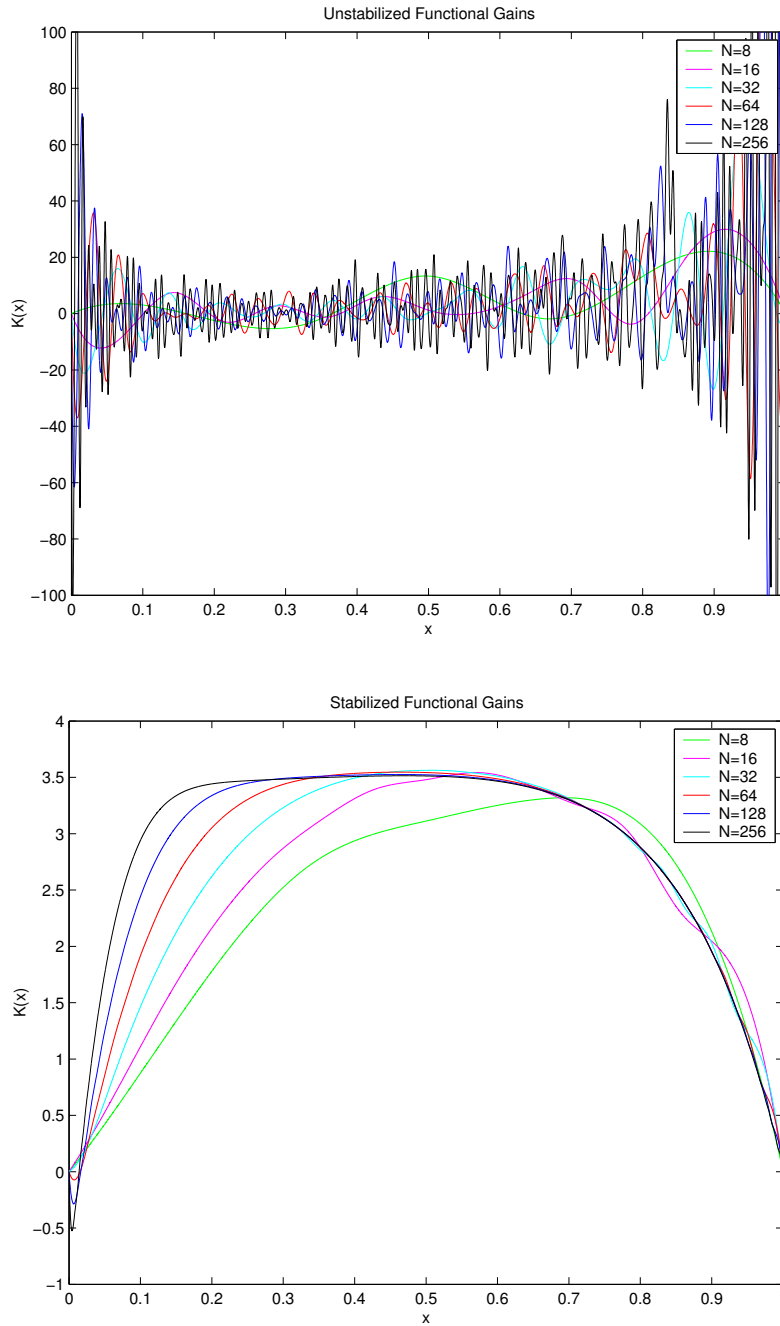 Unstabilized Functional Gains
100
80
60
40
20
0
−20
−40
−60
−80
−100
K(x)
0 0.1 0.2 0.3 0.4 0.5 0.6 0.7 0.8 0.9
x
N=8
N=16
N=32
N=64
N=128
N=256
Stabilized Functional Gains
4
3.5
3
2.5
2
1.5
1
0.5
0
−0.5
−1
K(x)
0 0.1 0.2 0.3 0.4 0.5 0.6 0.7 0.8 0.9
x
N=8
N=16
N=32
N=64
N=128
N=256